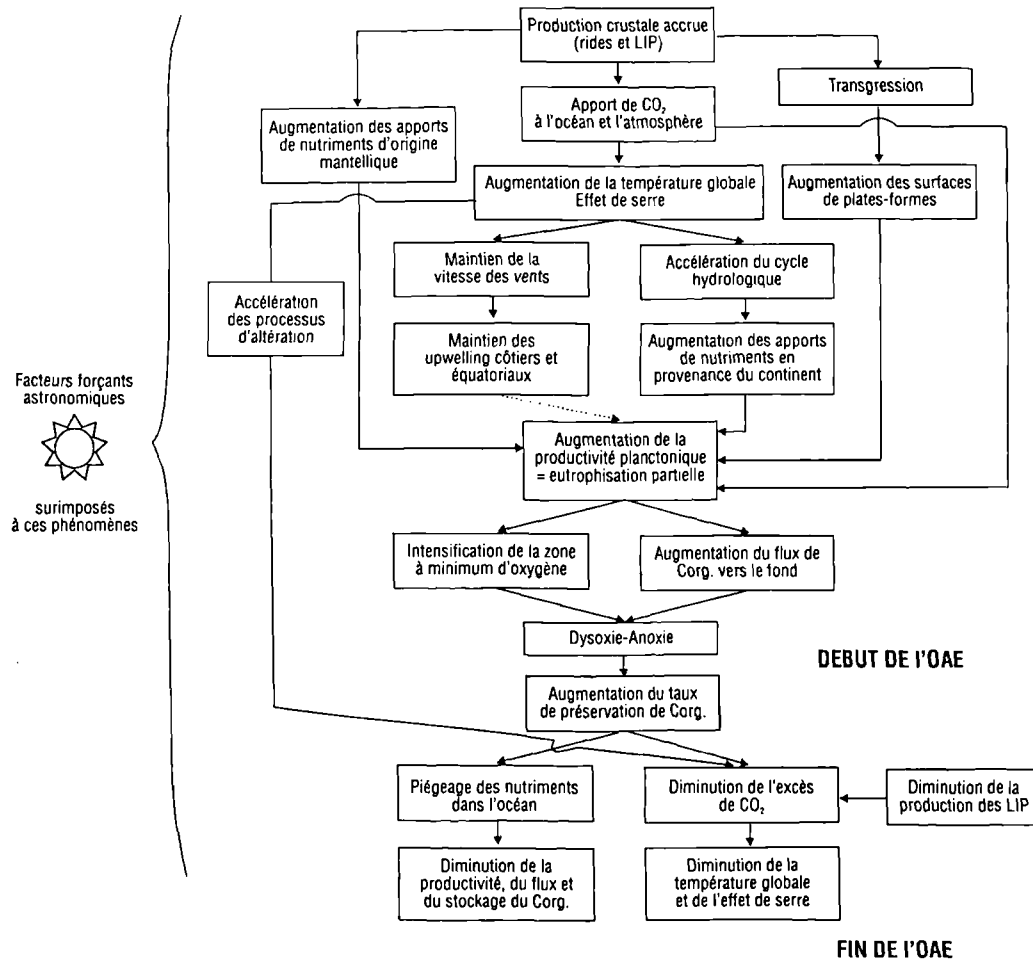 Production crustale accrue
(rides et LIP)
Transgression
Apport de CO₂
à l'océan et l'atmosphère
Augmentation des apports
de nutriments d'origine
mantellique
Augmentation de la température globale
Effet de serre
Augmentation des surfaces
de plates-formes
Maintien de la
vitesse des vents
Accélération du cycle
hydrologique
Accélération
des processus
d'altération
Maintien des
upwelling côtiers et
équatoriaux
Augmentation des apports
de nutriments en
provenance du continent
Facteurs forçants
astronomiques
surimposés
à ces phénomènes
Augmentation de la
productivité planctonique
= eutrophisation partielle
Intensification de la zone
à minimum d'oxygène
Augmentation du flux de
Corg. vers le fond
Dysoxie-Anoxie
DEBUT DE l'OAE
Augmentation du taux
de préservation de Corg.
Piégeage des nutriments
dans l'océan
Diminution de l'excès
de CO₂
Diminution de la
production des LIP
Diminution de la
productivité, du flux et
du stockage du Corg.
Diminution de la
température globale
et de l'effet de serre
FIN DE l'OAE